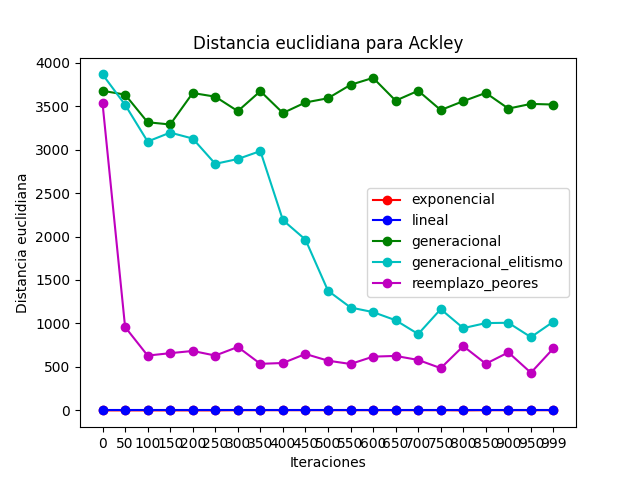 Distancia euclidiana para Ackley
4000
3500
3000
2500
2000
1500
1000
500
0
Distancia euclidiana
exponencial
lineal
generacional
generacional_elitismo
reemplazo_peores
0 50 100 150 200 250 300 350 400 450 500 550 600 650 700 750 800 850 900 950 999
Iteraciones